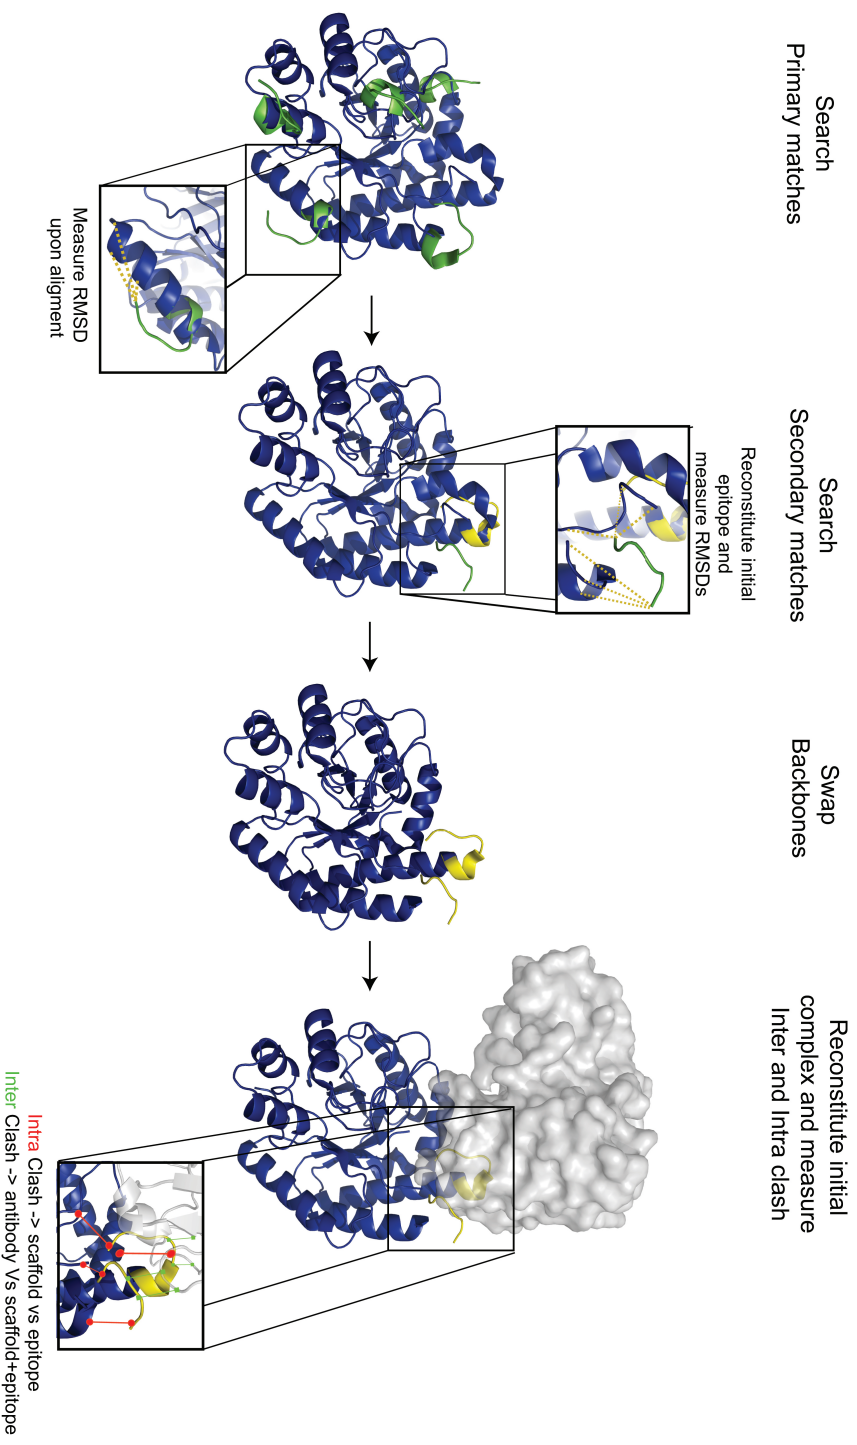 Search
Primary matches
Measure RMSD
upon aligment
Search
Secondary matches
Reconstitute initial
epitope and
measure RMSDs
Swap
Backbones
Reconstitute initial
complex and measure
Inter and Intra clash
Intra Clash -> scaffold vs epitope
Inter Clash -> antibody Vs scaffold+epitope